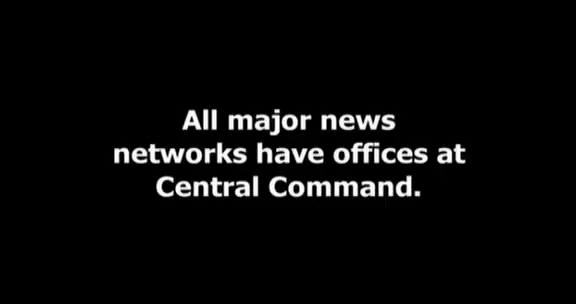 All major news
networks have offices at
Central Command.